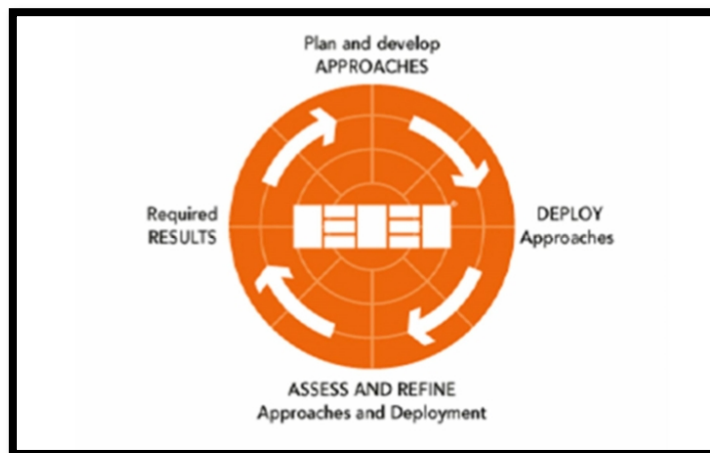 Plan and develop
APPROACHES
Required
RESULTS
DEPLOY
Approaches
ASSESS AND REFINE
Approaches and Deployment